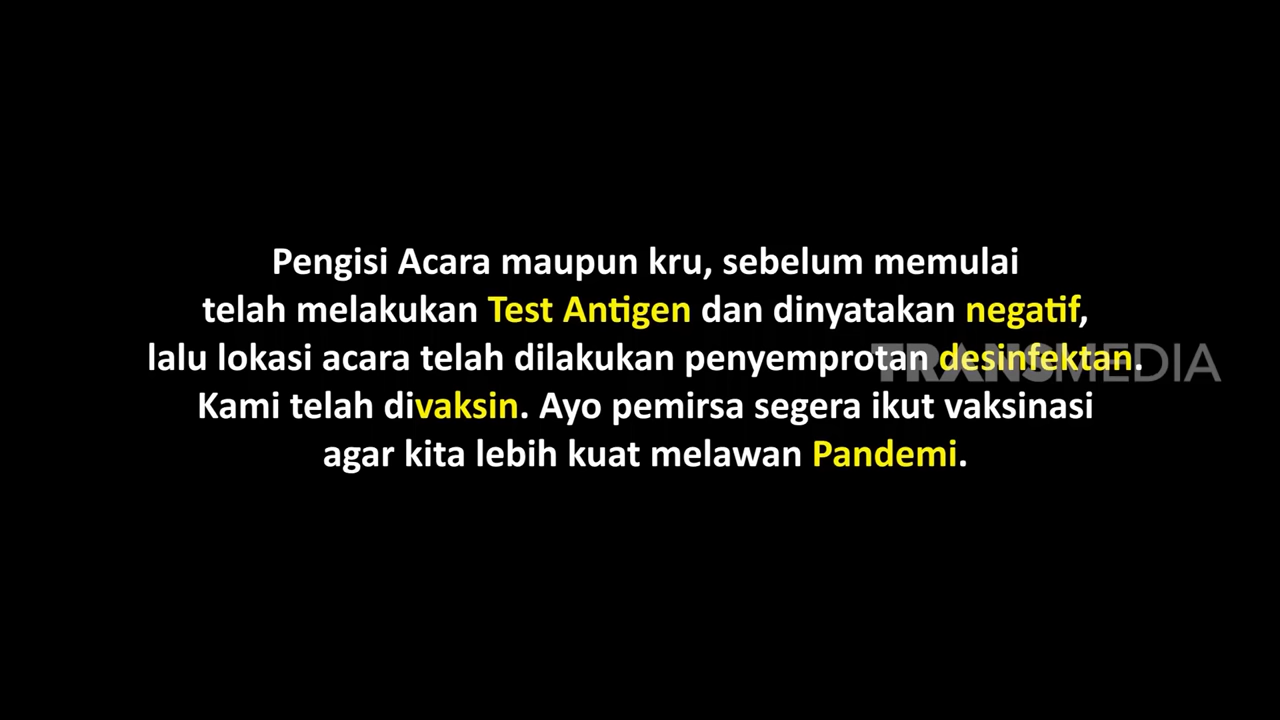 Pengisi Acara maupun kru, sebelum memulai
telah melakukan Test Antigen dan dinyatakan negatif,
lalu lokasi acara telah dilakukan penyemprotan desinfektan.
TRANSMEDIA
Kami telah divaksin. Ayo pemirsa segera ikut vaksinasi
agar kita lebih kuat melawan Pandemi.